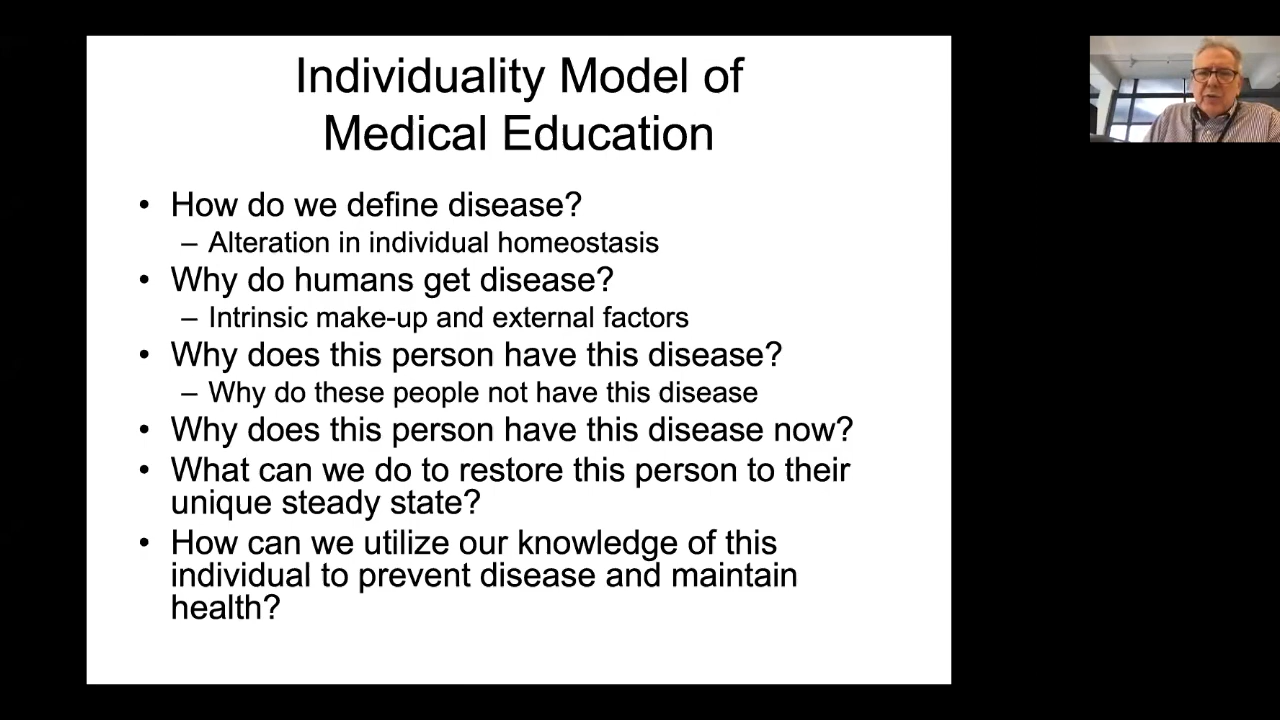 Individuality Model of
Medical Education
• How do we define disease?
– Alteration in individual homeostasis
• Why do humans get disease?
– Intrinsic make-up and external factors
• Why does this person have this disease?
– Why do these people not have this disease
• Why does this person have this disease now?
• What can we do to restore this person to their
unique steady state?
• How can we utilize our knowledge of this
individual to prevent disease and maintain
health?